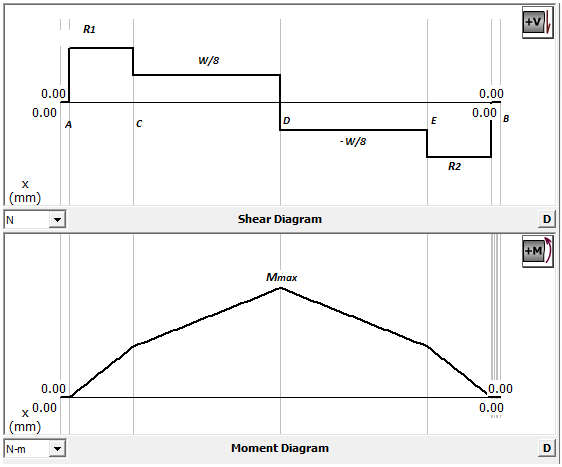 R1
+V
W/8
0.00
0.00
0.00
0.00
A
C
D
E
B
-W/8
R2
x
(mm)
N
Shear Diagram
D
+M
Mmax
0.00
0.00
0.00
0.00
x
(mm)
N-m
Moment Diagram
D